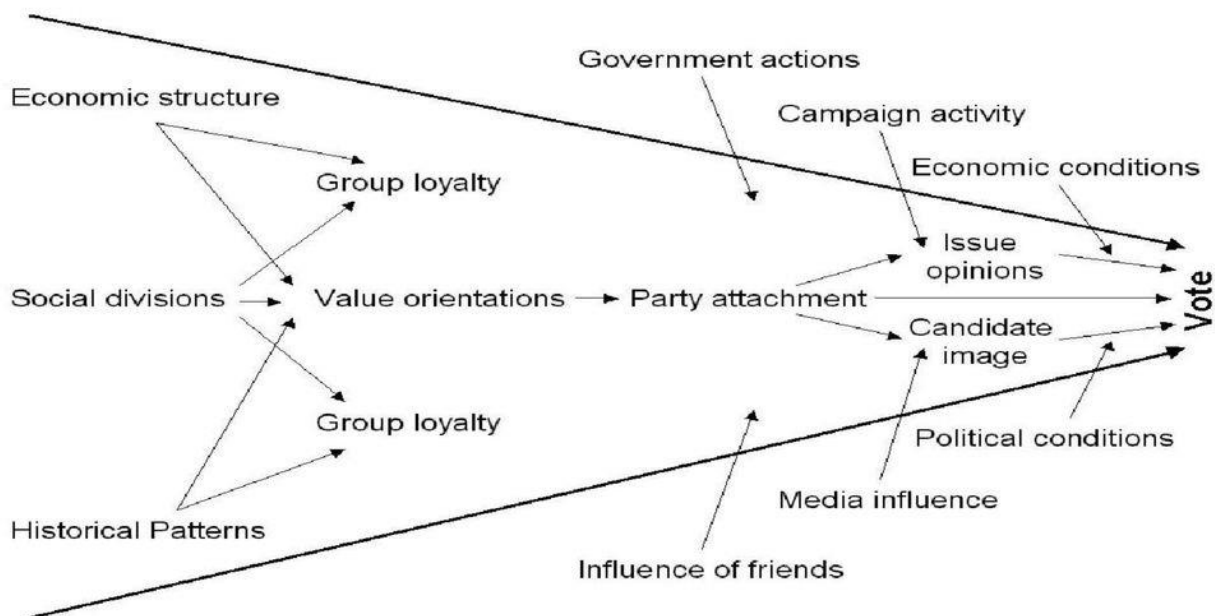 Government actions
Economic structure
Campaign activity
Economic conditions
Group loyalty
Issue
opinions
Social divisions
Value orientations
Party attachment
Vote
Candidate
image
Group loyalty
Political conditions
Media influence
Historical Patterns
Influence of friends